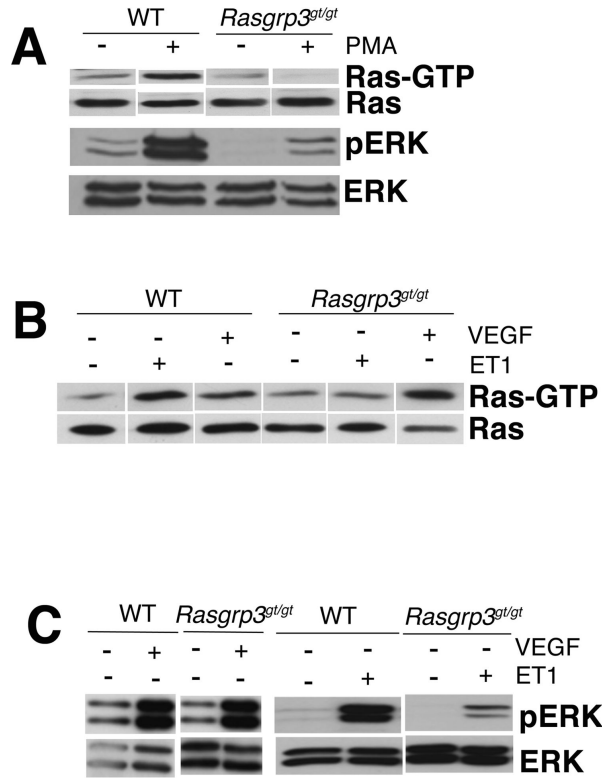 A
WT Rasgrp3gt/gt
- + - + PMA
Ras-GTP
Ras
pERK
ERK
B
WT Rasgrp3gt/gt
- - + - - + VEGF
- + - - + - ET1
Ras-GTP
Ras
C
WT Rasgrp3gt/gt WT Rasgrp3gt/gt
- + - + - - - - VEGF
- - - - - + - + ET1
pERK
ERK